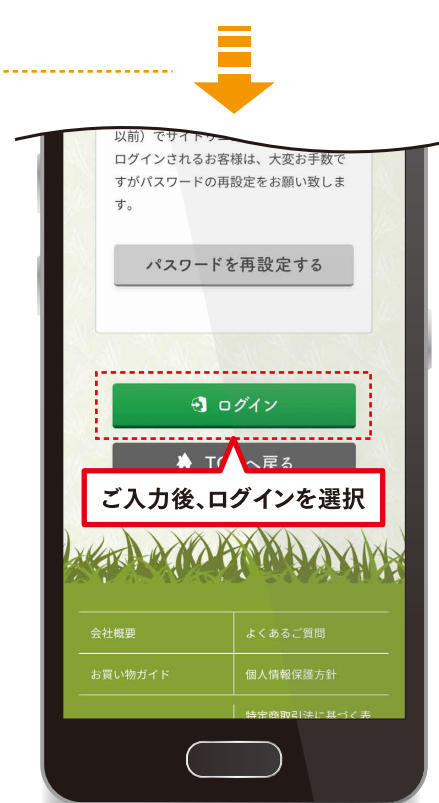 以前）でサイトリニ
ログインされるお客様は、大変お手数で
すがパスワードの再設定をお願い致しま
す。
パスワードを再設定する
ログイン
へ戻る
ご入力後、ログインを選択
会社概要
よくあるご質問
お買い物ガイド
個人情報保護方針
特定商取引法に基づく表